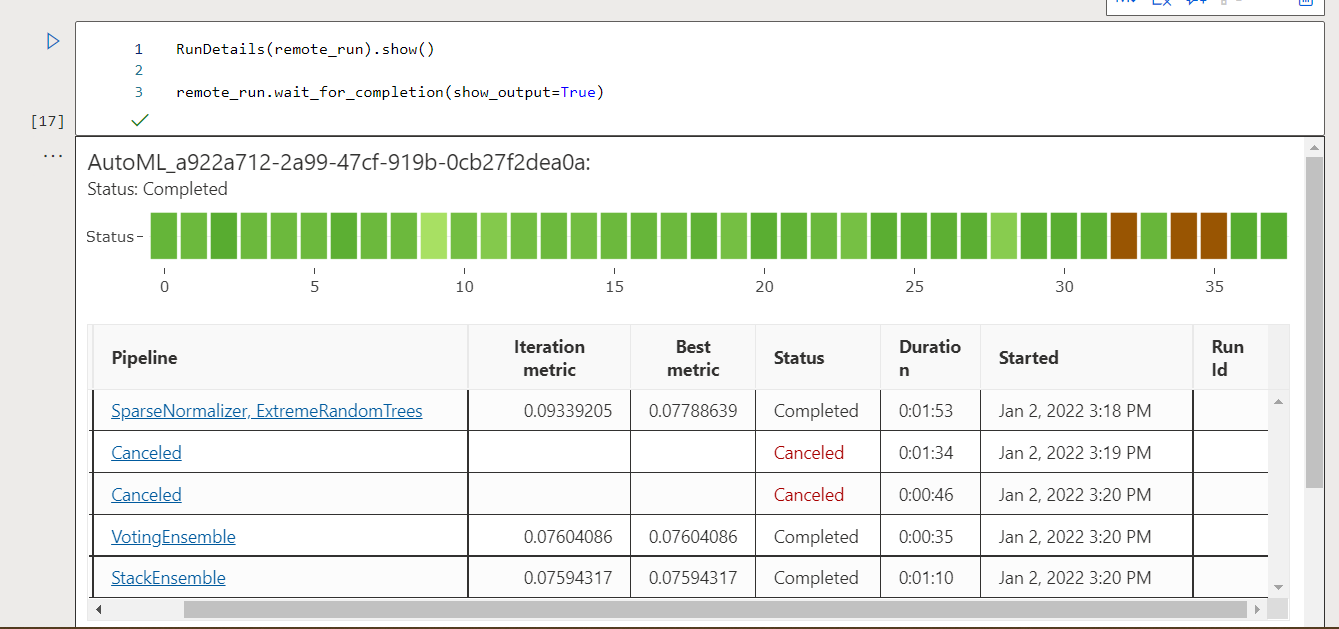 1 RunDetails(remote_run).show()
2
3 remote_run.wait_for_completion(show_output=True)
[17]
...
AutoML_a922a712-2a99-47cf-919b-0cb27f2dea0a:
Status: Completed
Status
0 5 10 15 20 25 30 35
Pipeline Iteration metric Best metric Status Duration Started Run Id
SparseNormalizer, ExtremeRandomTrees 0.09339205 0.07788639 Completed 0:01:53 Jan 2, 2022 3:18 PM
Canceled Canceled 0:01:34 Jan 2, 2022 3:19 PM
Canceled Canceled 0:00:46 Jan 2, 2022 3:20 PM
VotingEnsemble 0.07604086 0.07604086 Completed 0:00:35 Jan 2, 2022 3:20 PM
StackEnsemble 0.07594317 0.07594317 Completed 0:01:10 Jan 2, 2022 3:20 PM